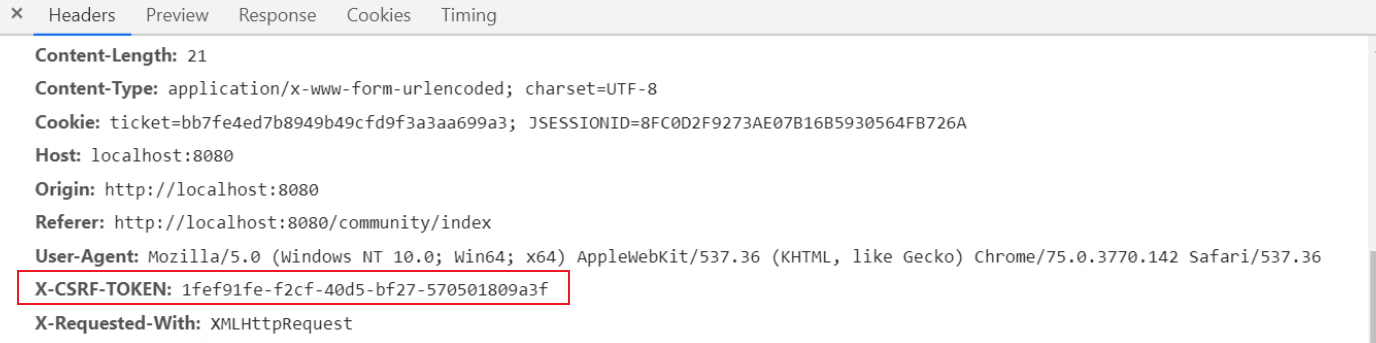 × Headers Preview Response Cookies Timing
Content-Length: 21
Content-Type: application/x-www-form-urlencoded; charset=UTF-8
Cookie: ticket=bb7fe4ed7b8949b49cfd9f3a3aa699a3; JSESSIONID=8FC0D2F9273AE07B16B5930564FB726A
Host: localhost:8080
Origin: http://localhost:8080
Referer: http://localhost:8080/community/index
User-Agent: Mozilla/5.0 (Windows NT 10.0; Win64; x64) AppleWebKit/537.36 (KHTML, like Gecko) Chrome/75.0.3770.142 Safari/537.36
X-CSRF-TOKEN: 1fef91fe-f2cf-40d5-bf27-570501809a3f
X-Requested-With: XMLHttpRequest